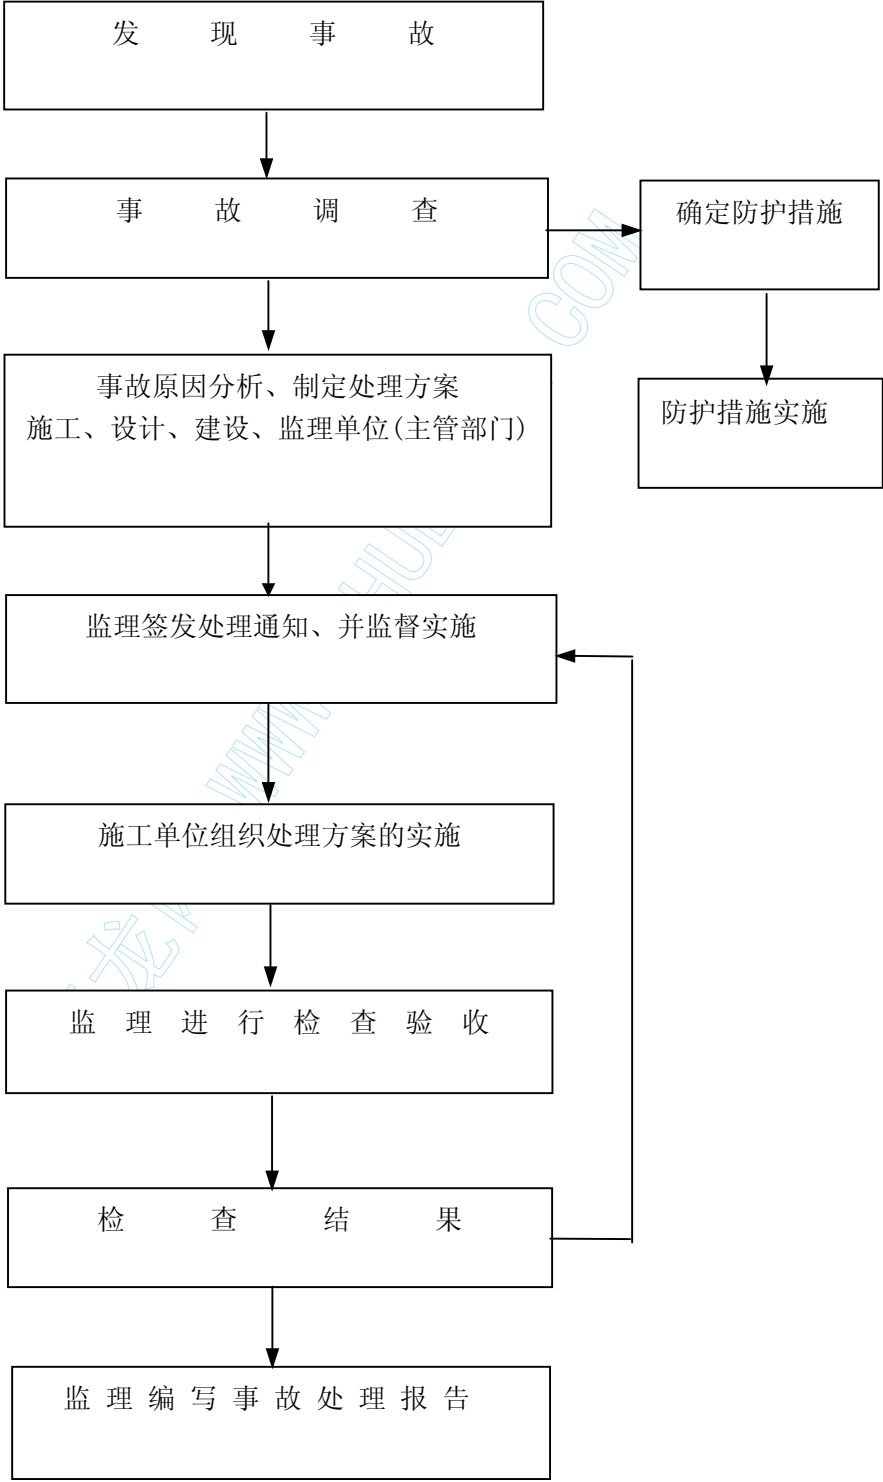 发现事故
事故调查
确定防护措施
事故原因分析、制定处理方案
施工、设计、建设、监理单位(主管部门)
防护措施实施
监理签发处理通知、并监督实施
施工单位组织处理方案的实施
监理进行检查验收
检查结果
监理编写事故处理报告